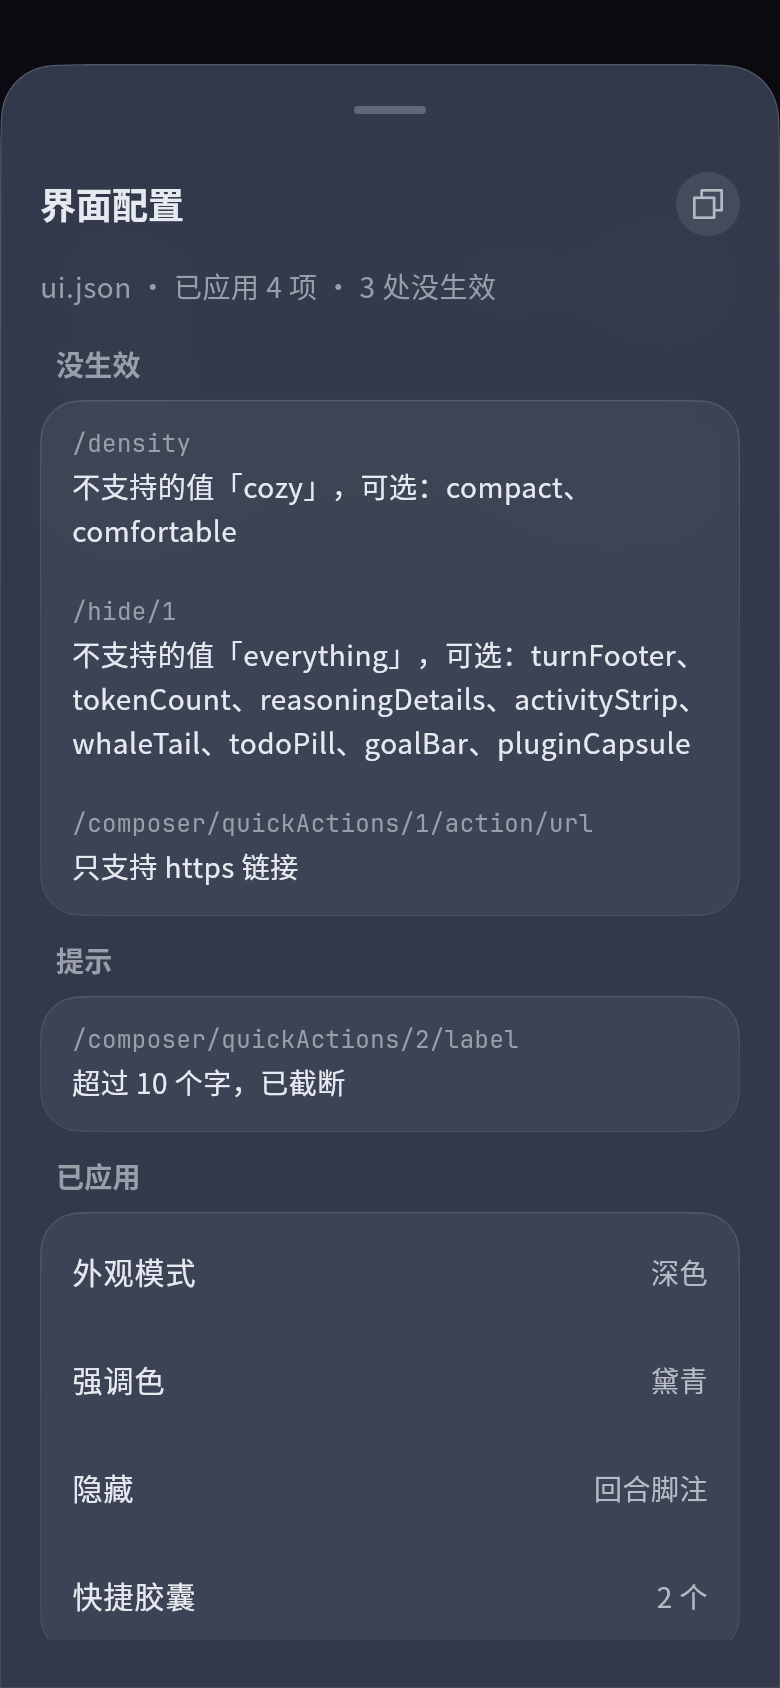 界面配置
ui.json · 已应用 4 项 · 3 处没生效
没生效
/density
不支持的值「cozy」，可选：compact、
comfortable
/hide/1
不支持的值「everything」，可选：turnFooter、
tokenCount、reasoningDetails、activityStrip、
whaleTail、todoPill、goalBar、pluginCapsule
/composer/quickActions/1/action/url
只支持 https 链接
提示
/composer/quickActions/2/label
超过 10 个字，已截断
已应用
外观模式 深色
强调色 黛青
隐藏 回合脚注
快捷胶囊 2 个